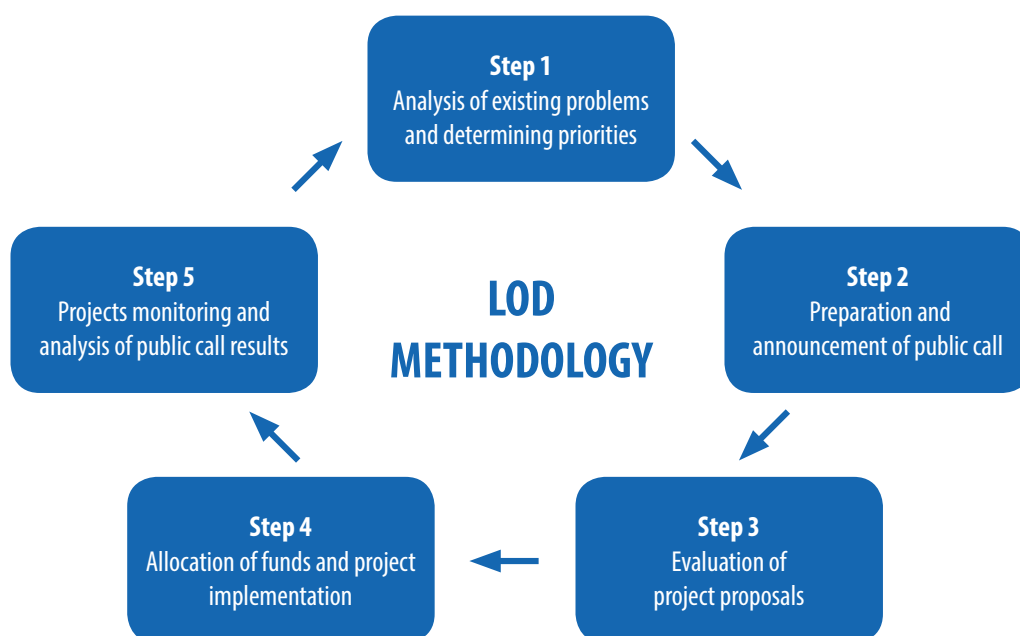 Step 1
Analysis of existing problems
and determining priorities
Step 5
Projects monitoring and
analysis of public call results
LOD
METHODOLOGY
Step 2
Preparation and
announcement of public call
Step 4
Allocation of funds and project
implementation
Step 3
Evaluation of
project proposals